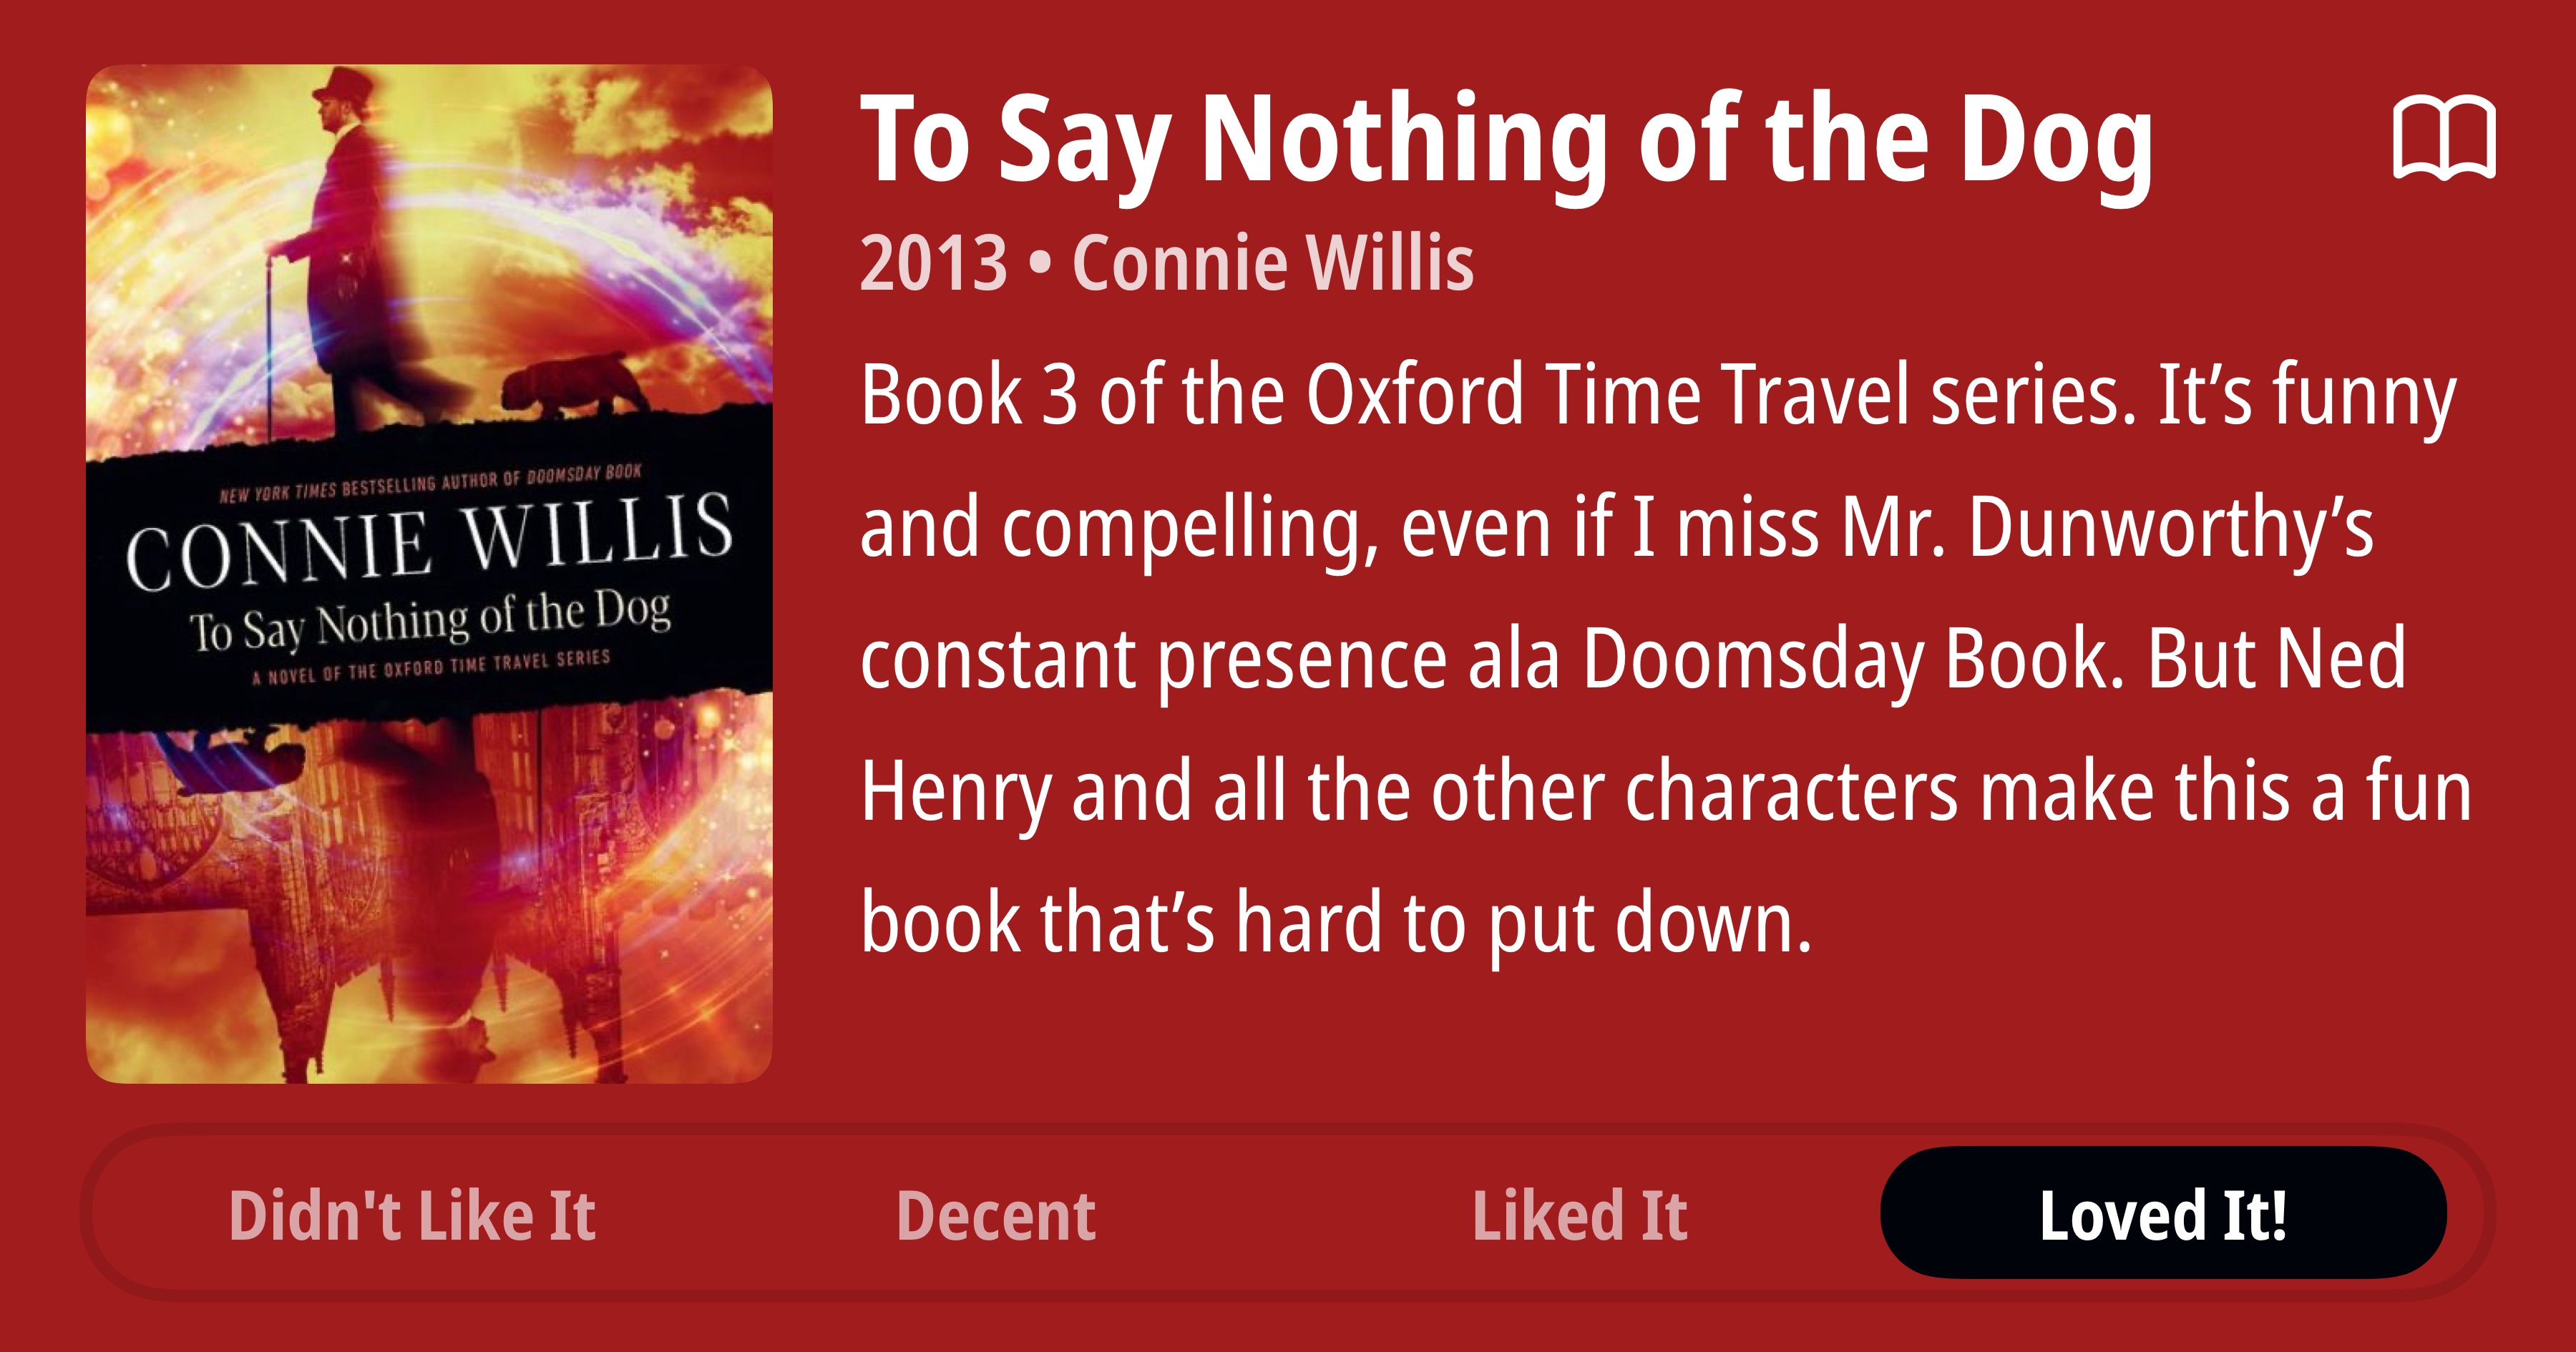 NEW YORK TIMES BESTSELLING AUTHOR OF DOOMSDAY BOOK
CONNIE WILLIS
To Say Nothing of the Dog
A NOVEL OF THE OXFORD TIME TRAVEL SERIES
To Say Nothing of the Dog
2013 • Connie Willis
Book 3 of the Oxford Time Travel series. It’s funny
and compelling, even if I miss Mr. Dunworthy’s
constant presence ala Doomsday Book. But Ned
Henry and all the other characters make this a fun
book that’s hard to put down.
Didn't Like It
Decent
Liked It
Loved It!